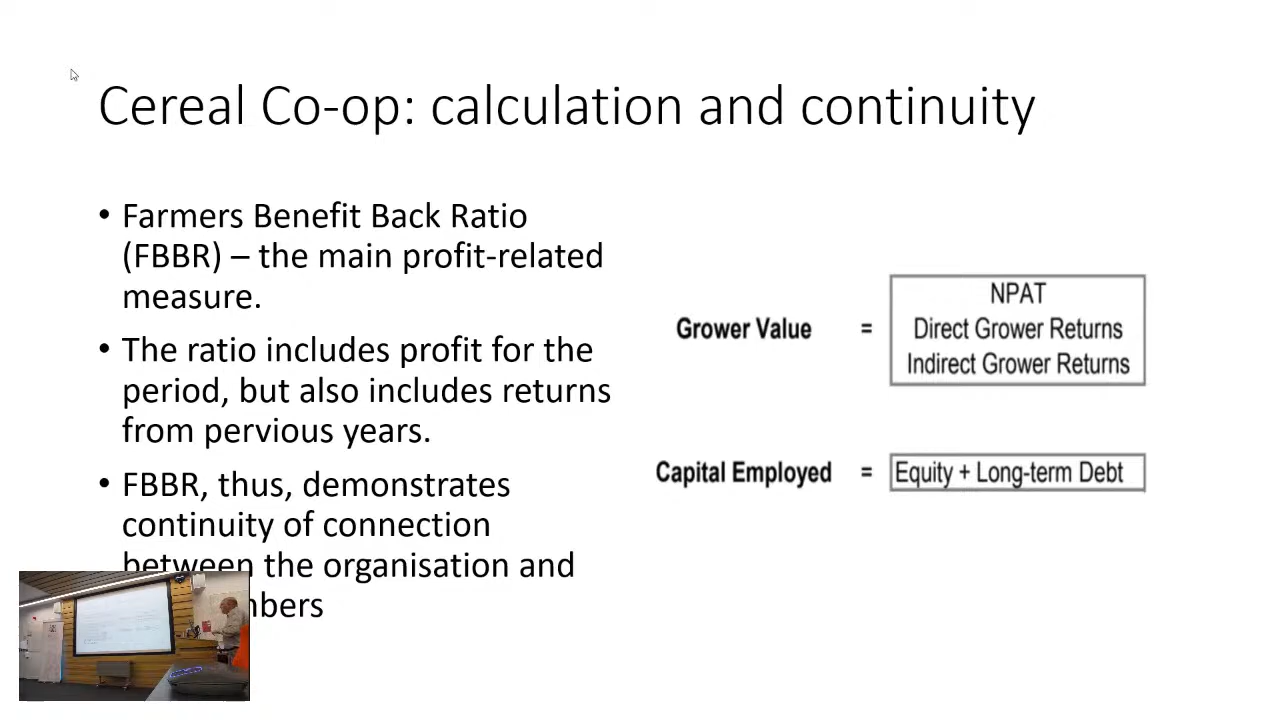 Cereal Co-op: calculation and continuity
• Farmers Benefit Back Ratio
(FBBR) – the main profit-related
measure.
• The ratio includes profit for the
period, but also includes returns
from pervious years.
• FBBR, thus, demonstrates
continuity of connection
between the organisation and
Grower Value = NPAT
Direct Grower Returns
Indirect Grower Returns
Capital Employed = Equity + Long-term Debt